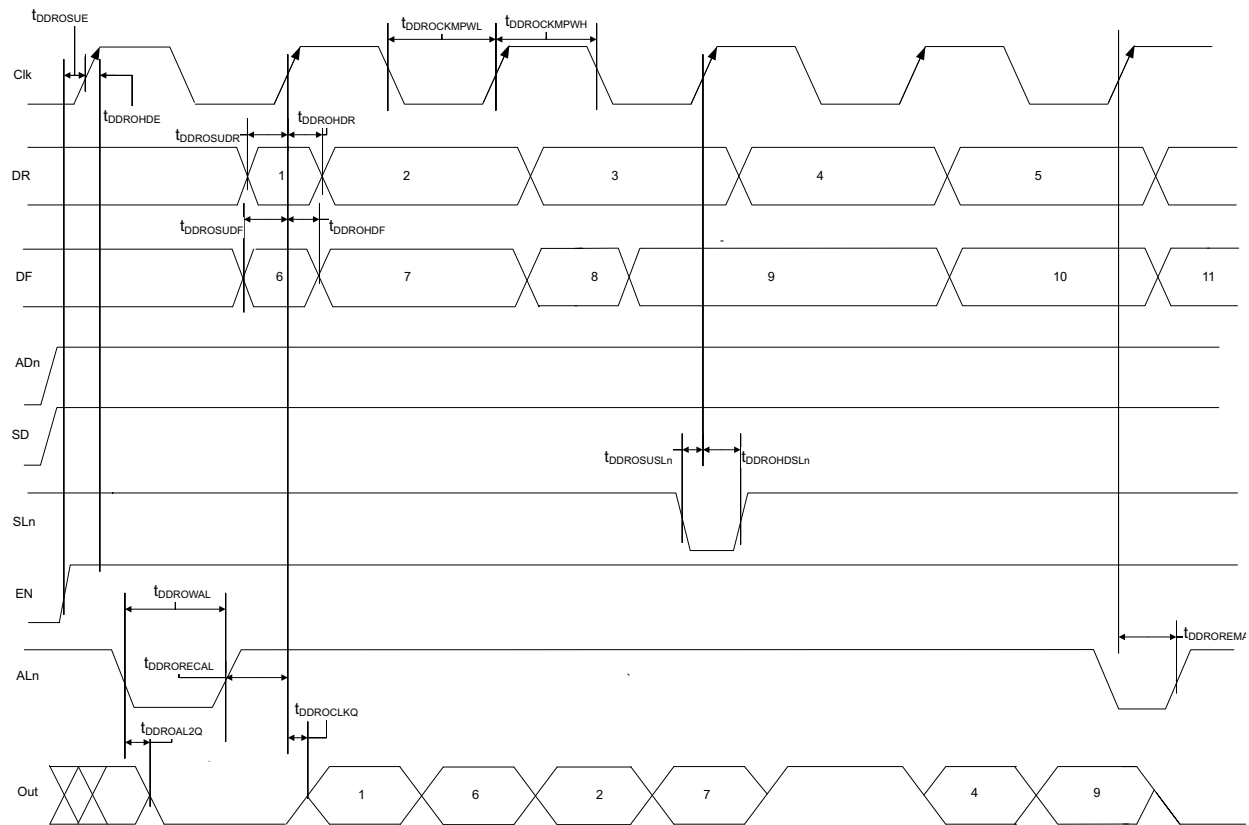 tDDROSUE
tDDROCKMPWL
tDDROCKMPWH
Clk
tDDROHDE
tDDROSUDR
tDDROHDR
DR
1
2
3
4
5
tDDROSUDF
tDDROHDF
DF
6
7
8
9
10
11
ADn
SD
tDDROSUSLn
tDDROHDSLn
SLn
EN
tDDROWAL
tDDROREMA
tDDRORECAL
ALn
tDDROCLKQ
tDDROAL2Q
Out
1
6
2
7
4
9